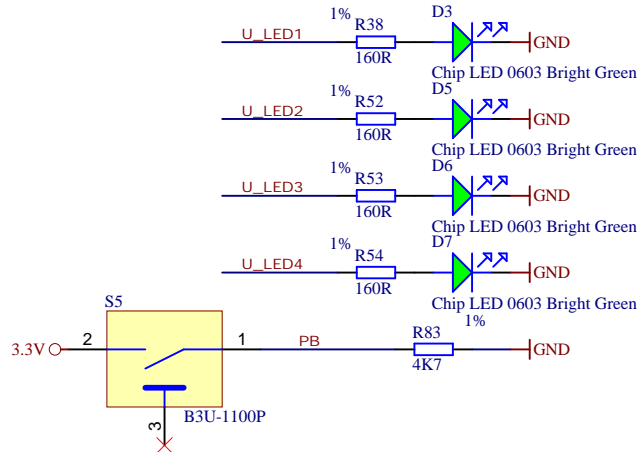 1%
D3
U_LED1
R38
GND
160R
Chip LED 0603 Bright Green
1%
D5
U_LED2
R52
GND
160R
Chip LED 0603 Bright Green
1%
D6
U_LED3
R53
GND
160R
Chip LED 0603 Bright Green
1%
D7
U_LED4
R54
GND
160R
Chip LED 0603 Bright Green
S5
1%
3.3V
2
1
PB
R83
GND
4K7
B3U-1100P
3